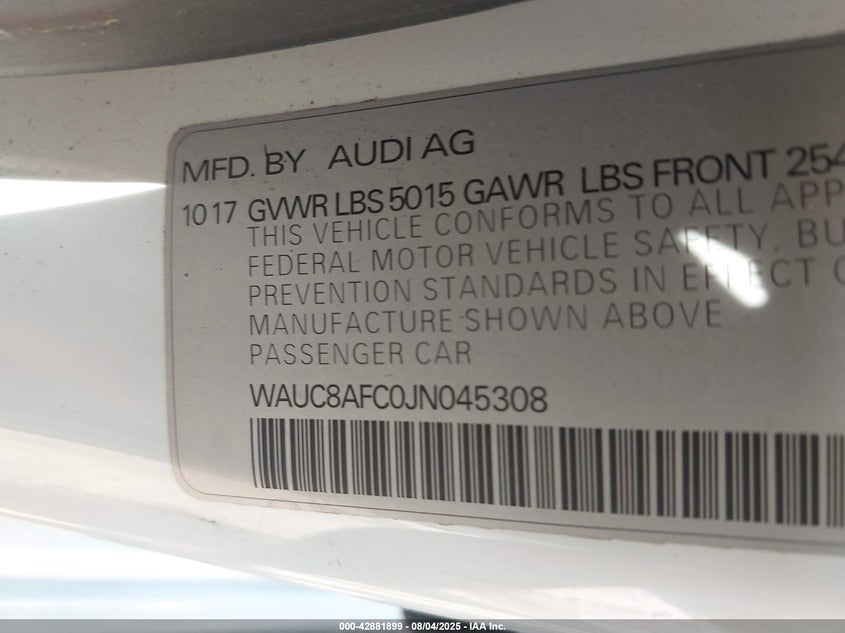 MFD. BY AUDI AG
10 17 GVWR LBS 5015 GAWR LBS FRONT 254
THIS VEHICLE CONFORMS TO ALL APP
FEDERAL MOTOR VEHICLE SAFETY, BU
PREVENTION STANDARDS IN EFFECT
MANUFACTURE SHOWN ABOVE
PASSENGER CAR
WAUC8AFC0JN045308
000-42881899 — 08/04/2025 — IAA Inc.